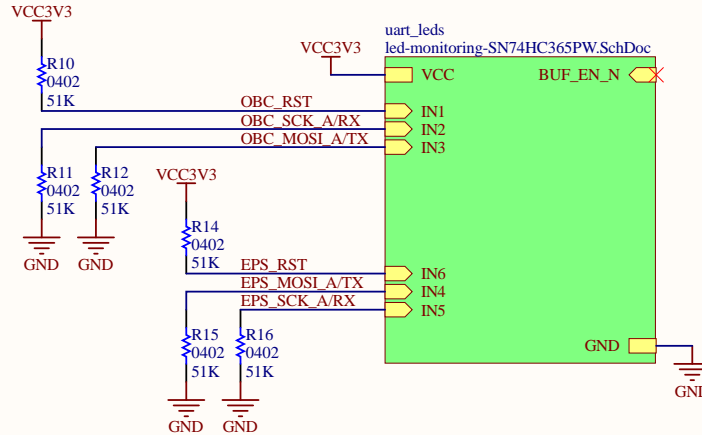 VCC3V3
R10
0402
51K
uart_leds
led-monitoring-SN74HC365PW.SchDoc
VCC3V3
VCC
BUF_EN_N
OBC_RST
IN1
OBC_SCK_A/RX
IN2
OBC_MOSI_A/TX
IN3
R11
0402
51K
R12
0402
51K
GND
GND
VCC3V3
R14
0402
51K
EPS_RST
IN6
EPS_MOSI_A/TX
IN4
EPS_SCK_A/RX
IN5
R15
0402
51K
R16
0402
51K
GND
GND
GND
GND